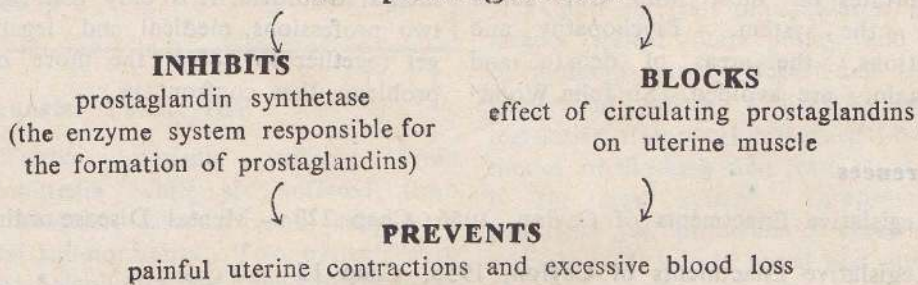 INHIBITS
prostaglandin synthetase
(the enzyme system responsible for
the formation of prostaglandins)
BLOCKS
effect of circulating prostaglandins
on uterine muscle
PREVENTS
painful uterine contractions and excessive blood loss